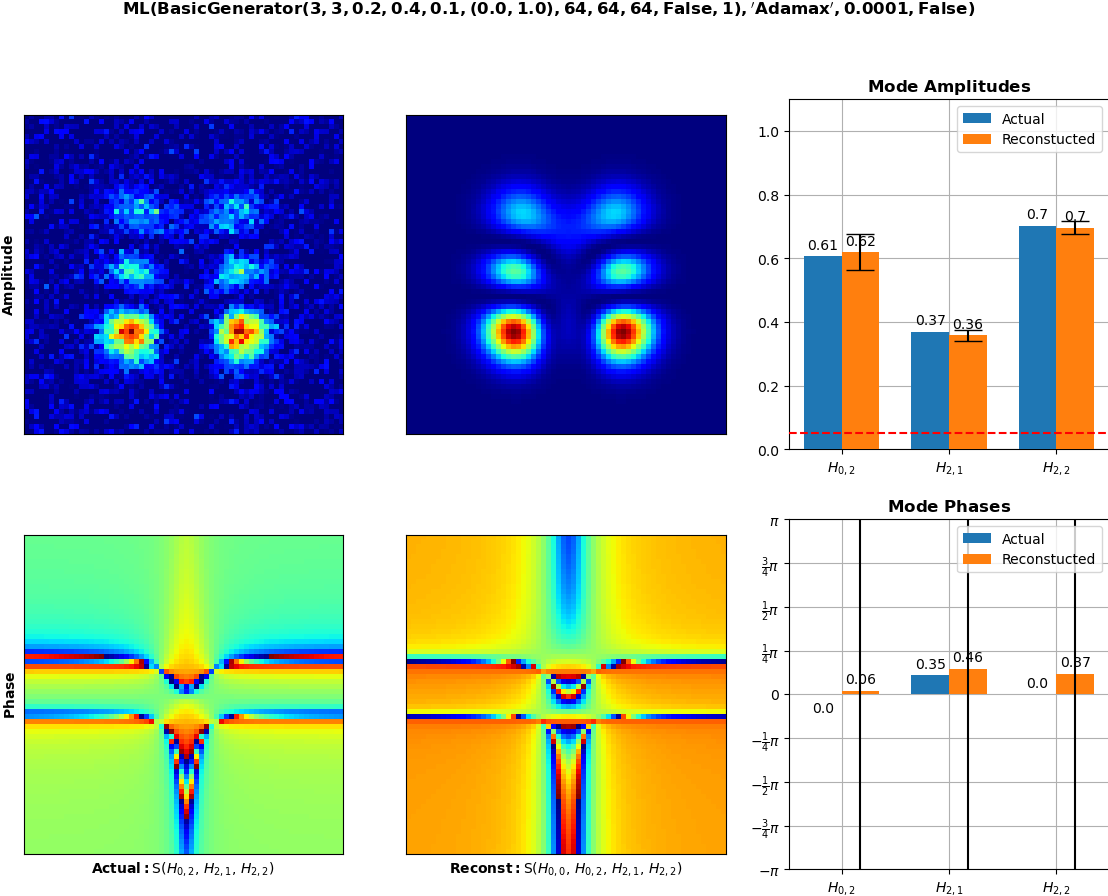 ML(BasicGenerator(3, 3, 0.2, 0.4, 0.1, (0.0, 1.0), 64, 64, 64, False, 1), 'Adamax', 0.0001, False)
Amplitude
Mode Amplitudes
Actual
Reconstucted
1.0
0.8
0.6
0.4
0.2
0.0
0.61
0.62
0.37
0.36
0.7
0.7
H0, 2
H2, 1
H2, 2
Phase
Actual: S(H0, 2, H2, 1, H2, 2)
Reconst: S(H0, 0, H0, 2, H2, 1, H2, 2)
Mode Phases
Actual
Reconstucted
π
3/4π
1/2π
1/4π
0
−1/4π
−1/2π
−3/4π
−π
0.0
0.06
0.35
0.46
0.0
0.37
H0, 2
H2, 1
H2, 2